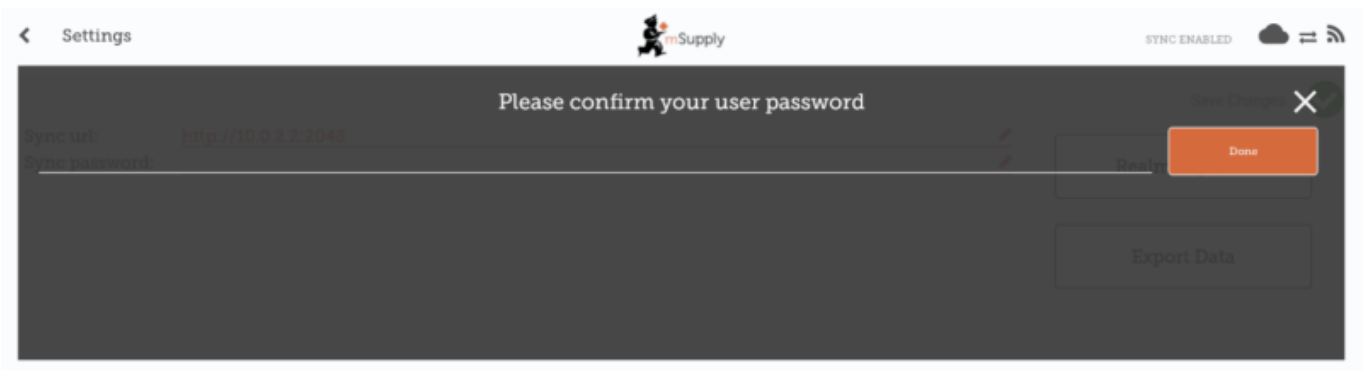 Settings
mSupply
SYNC ENABLED
Please confirm your user password
Save Changes
Sync url: http://10.0.2.2:2048
Done
Sync password:
Realm
Export Data